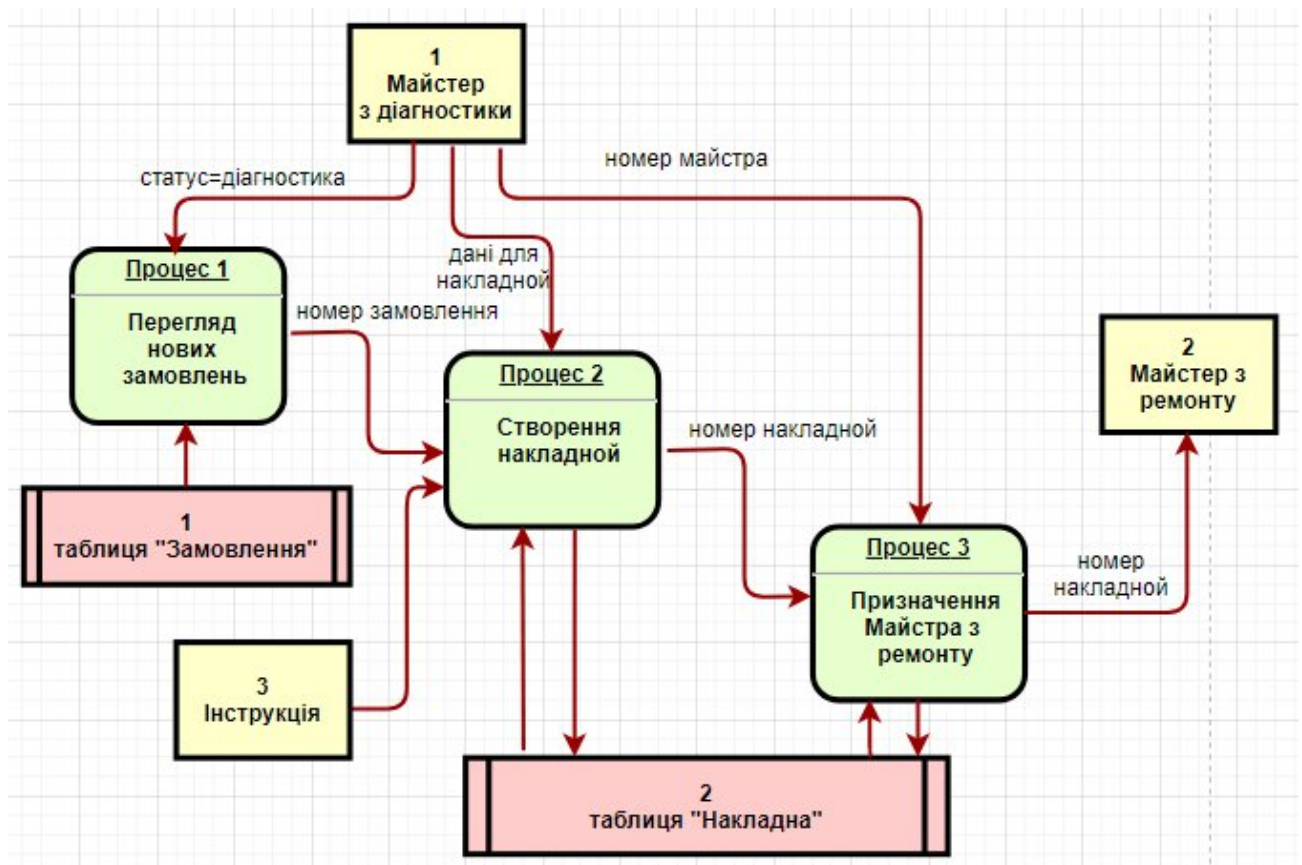 1
Майстер
з діагностики
номер майстра
статус=діагностика
дані для
накладной
Процес 1
Перегляд
нових
замовлень
номер замовлення
2
Майстер з
ремонту
Процес 2
Створення
накладной
номер накладной
1
таблиця "Замовлення"
Процес 3
Призначення
Майстра з
ремонту
номер
накладной
3
Інструкція
2
таблиця "Накладна"